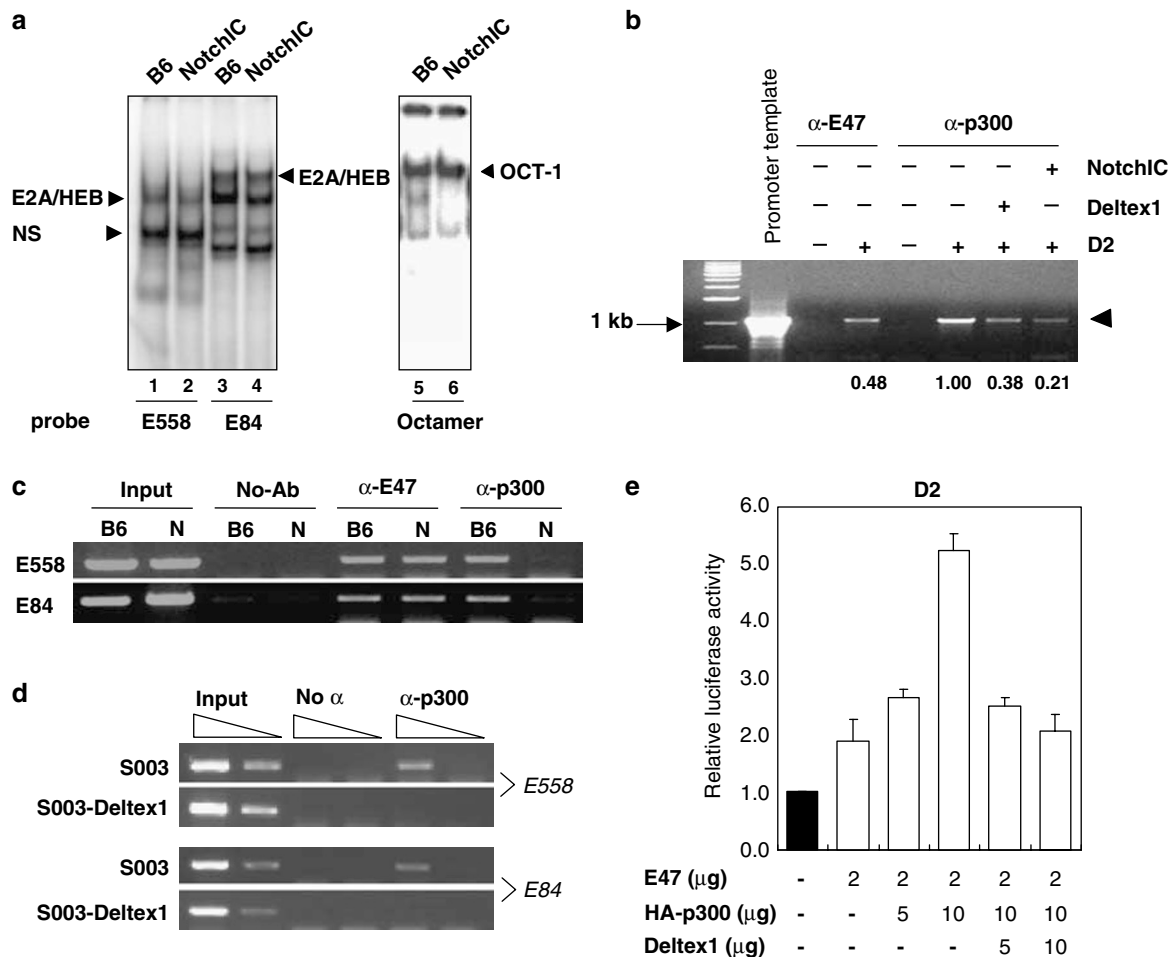 a
B6 NotchIC B6 NotchIC
B6 NotchIC
E2A/HEB
NS
E2A/HEB
OCT-1
1 2 3 4
5 6
probe E558 E84
Octamer
b
Promoter template
α-E47 α-p300
– – – – – + NotchIC
– – – – + – Deltex1
– + – + + + D2
1 kb
0.48 1.00 0.38 0.21
c
Input No-Ab α-E47 α-p300
B6 N B6 N B6 N B6 N
E558
E84
d
Input No α α-p300
S003
S003-Deltex1
E558
S003
S003-Deltex1
E84
e
D2
Relative luciferase activity
6.0
5.0
4.0
3.0
2.0
1.0
0.0
E47 (μg) - 2 2 2 2 2
HA-p300 (μg) - - 5 10 10 10
Deltex1 (μg) - - - - 5 10